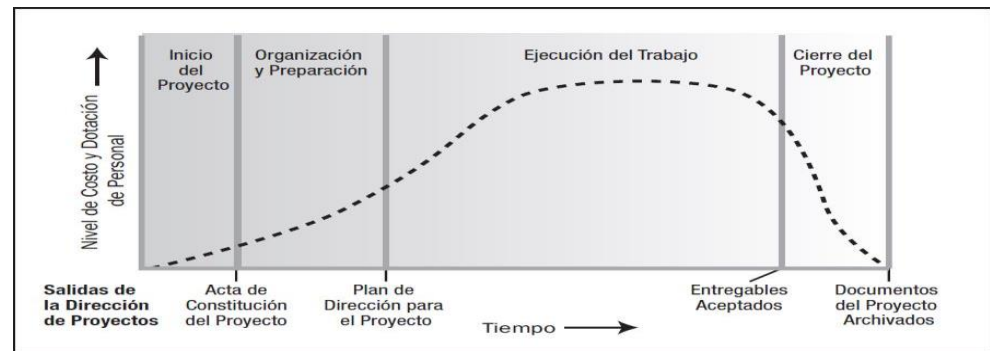 Inicio
del
Proyecto
Organización
y Preparación
Ejecución del Trabajo
Cierre del
Proyecto
Nivel de Costo y Dotación
de Personal
Salidas de
la Dirección
de Proyectos
Acta de
Constitución
del Proyecto
Plan de
Dirección para
el Proyecto
Tiempo
Entregables
Aceptados
Documentos
del Proyecto
Archivados